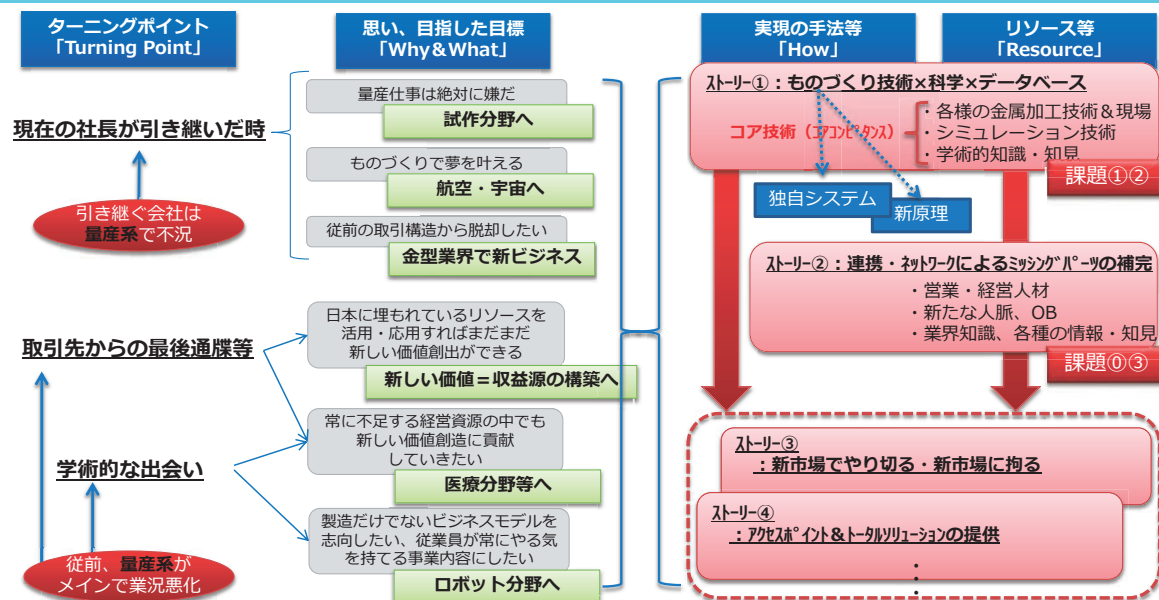 ターニングポイント
「Turning Point」
思い、目指した目標
「Why&What」
実現の手法等
「How」
リソース等
「Resource」
現在の社長が引き継いだ時
引き継ぐ会社は
量産系で不況
取引先からの最後通牒等
学術的な出会い
従前、量産系が
メインで業況悪化
量産仕事は絶対に嫌だ
試作分野へ
ものづくりで夢を叶える
航空・宇宙へ
従前の取引構造から脱却したい
金型業界で新ビジネス
日本に埋もれているリソースを
活用・応用すればまだまだ
新しい価値創出ができる
新しい価値＝収益源の構築へ
常に不足する経営資源の中でも
新しい価値創造に貢献
していきたい
医療分野等へ
製造だけでないビジネスモデルを
志向したい、従業員が常にやる気
を持てる事業内容にしたい
ロボット分野へ
ｽﾄｰﾘｰ①：ものづくり技術×科学×データベース
コア技術（ｺｱｺﾝﾋﾟﾀﾝｽ）
・各様の金属加工技術＆現場
・シミュレーション技術
・学術的知識・知見
課題①②
独自システム
新原理
ｽﾄｰﾘｰ②：連携・ﾈｯﾄﾜｰｸによるﾐｯｼﾝｸﾞﾊﾟｰﾂの補完
・営業・経営人材
・新たな人脈、OB
・業界知識、各種の情報・知見
課題⓪③
ｽﾄｰﾘｰ③
：新市場でやり切る・新市場に拘る
ｽﾄｰﾘｰ④
：ｱｸｾｽﾎﾟｲﾝﾄ＆ﾄｰﾀﾙｿﾘｭｰｼｮﾝの提供
・
・
・